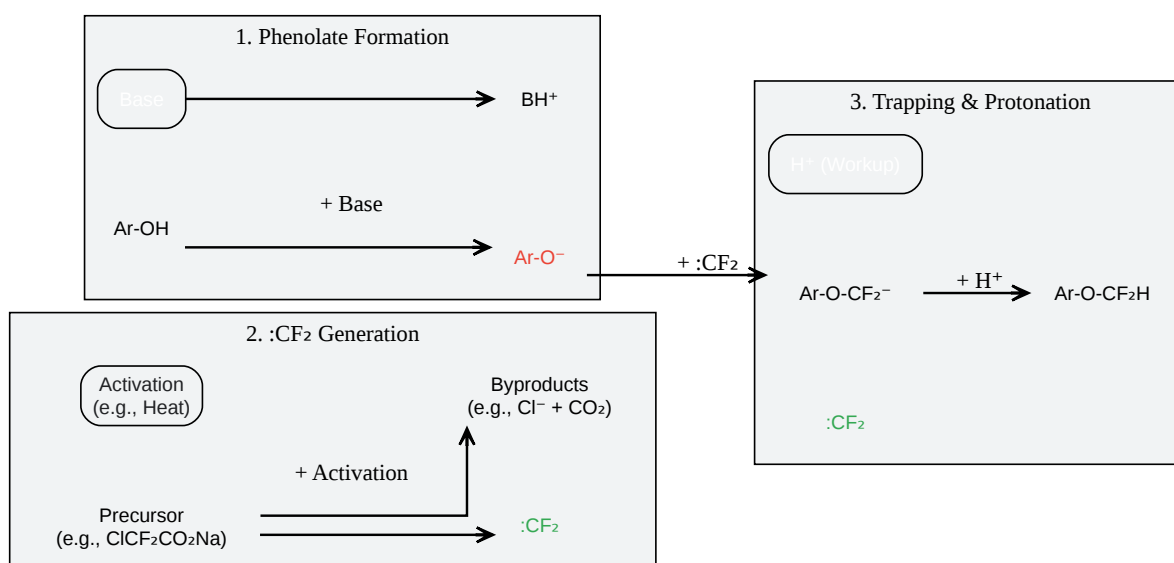 1. Phenolate Formation
Base
BH⁺
+ Base
Ar-OH
Ar-O⁻
+ :CF₂
2. :CF₂ Generation
Activation
(e.g., Heat)
Byproducts
(e.g., Cl⁻ + CO₂)
+ Activation
Precursor
(e.g., ClCF₂CO₂Na)
:CF₂
3. Trapping & Protonation
H⁺ (Workup)
Ar-O-CF₂⁻
+ H⁺
Ar-O-CF₂H
:CF₂